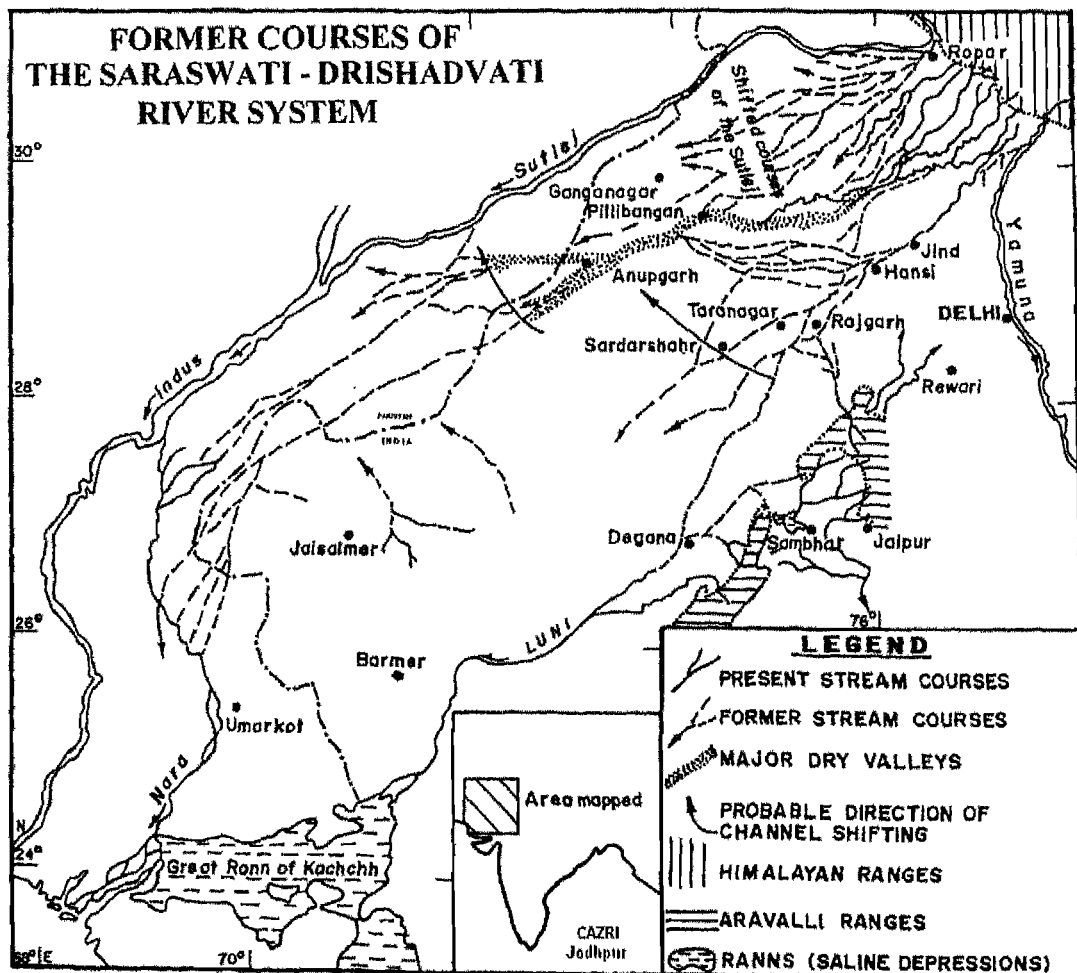 FORMER COURSES OF
THE SARASWATI - DRISHADVATI
RIVER SYSTEM
Ropar
Shifted courses
of the Sutlej
30°
Sutlej
Ganganagar
Pillibangan
Jind
Hansi
Yamuna
Anupgarh
Taranagar
Rajgarh
DELHI
Sardarshahr
Rewari
Indus
28°
INDIA
Jaisalmer
Degana
Sambhar
Jaipur
26°
76°
LUNI
Barmer
Umarkot
Nara
N
24°
Great Rann of Kachchh
68° E
70°
Area mapped
CAZRI
Jodhpur
LEGEND
PRESENT STREAM COURSES
FORMER STREAM COURSES
MAJOR DRY VALLEYS
PROBABLE DIRECTION OF
CHANNEL SHIFTING
HIMALAYAN RANGES
ARAVALLI RANGES
RANNS (SALINE DEPRESSIONS)